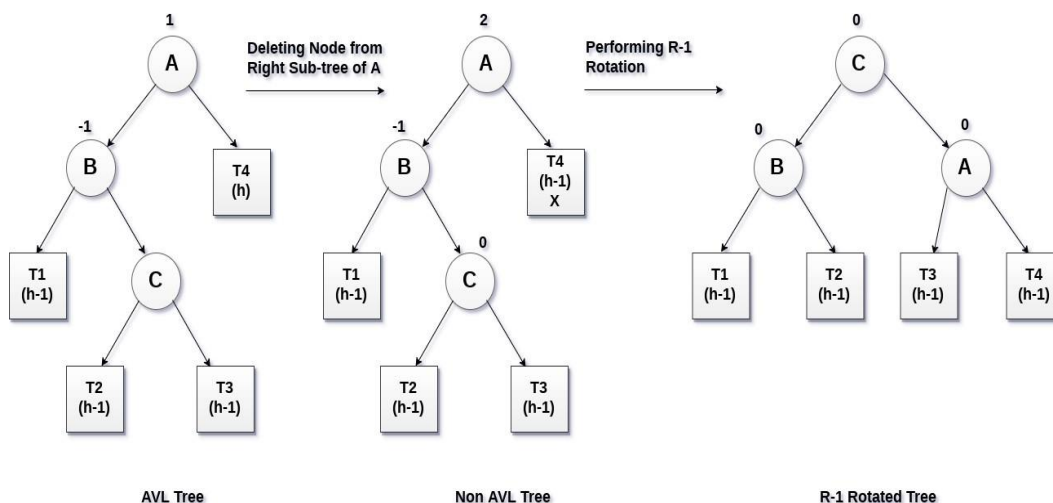 1
A
-1
B
T4
(h)
T1
(h-1)
C
T2
(h-1)
T3
(h-1)
AVL Tree
Deleting Node from
Right Sub-tree of A
2
A
-1
B
T4
(h-1)
X
T1
(h-1)
0
C
T2
(h-1)
T3
(h-1)
Non AVL Tree
Performing R-1
Rotation
0
C
0
B
0
A
T1
(h-1)
T2
(h-1)
T3
(h-1)
T4
(h-1)
R-1 Rotated Tree